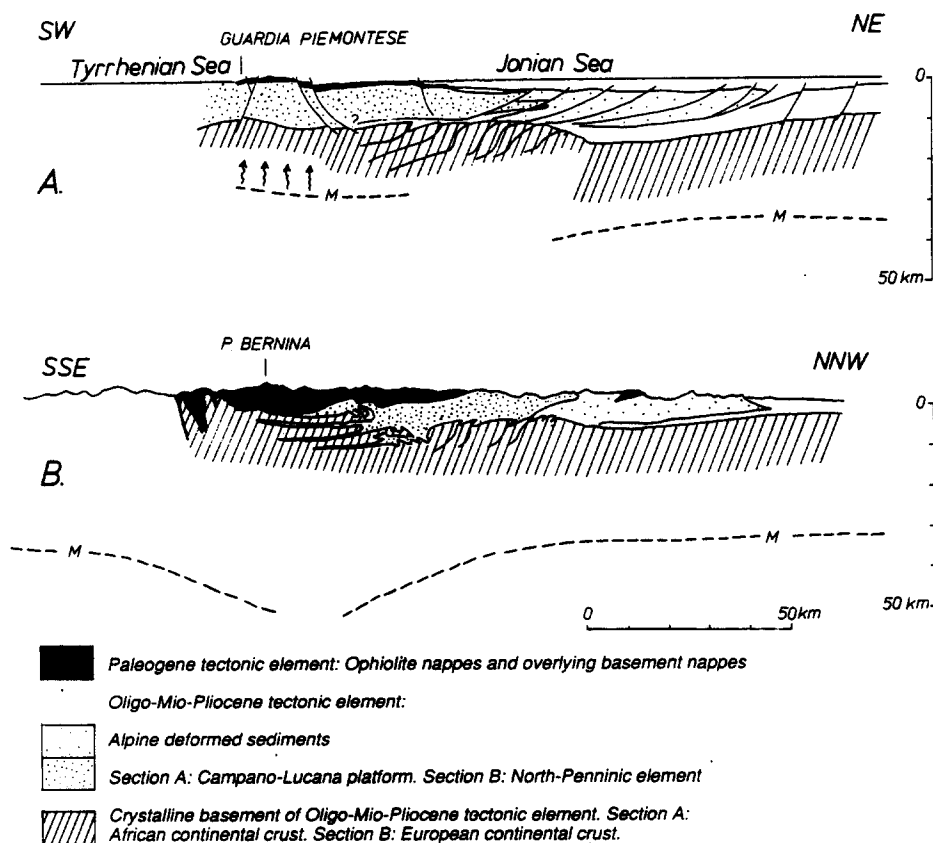 SW
NE
GUARDIA PIEMONTESE
Tyrrhenian Sea
Jonian Sea
0
?
A.
M
M
50 km
P. BERNINA
SSE
NNW
0
B.
M
M
0 50km
50 km
Paleogene tectonic element: Ophiolite nappes and overlying basement nappes
Oligo-Mio-Pliocene tectonic element:
Alpine deformed sediments
Section A: Campano-Lucana platform. Section B: North-Penninic element
Crystalline basement of Oligo-Mio-Pliocene tectonic element. Section A:
African continental crust. Section B: European continental crust.